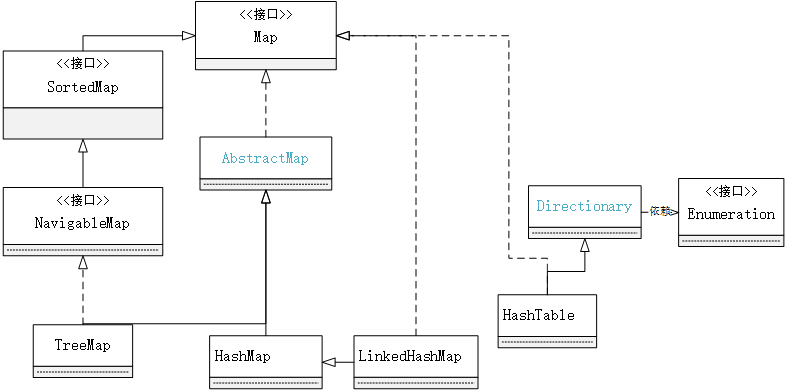 <<接口>>
Map
<<接口>>
SortedMap
AbstractMap
<<接口>>
NavigableMap
Directionary
依赖
<<接口>>
Enumeration
TreeMap
HashMap
LinkedHashMap
HashTable